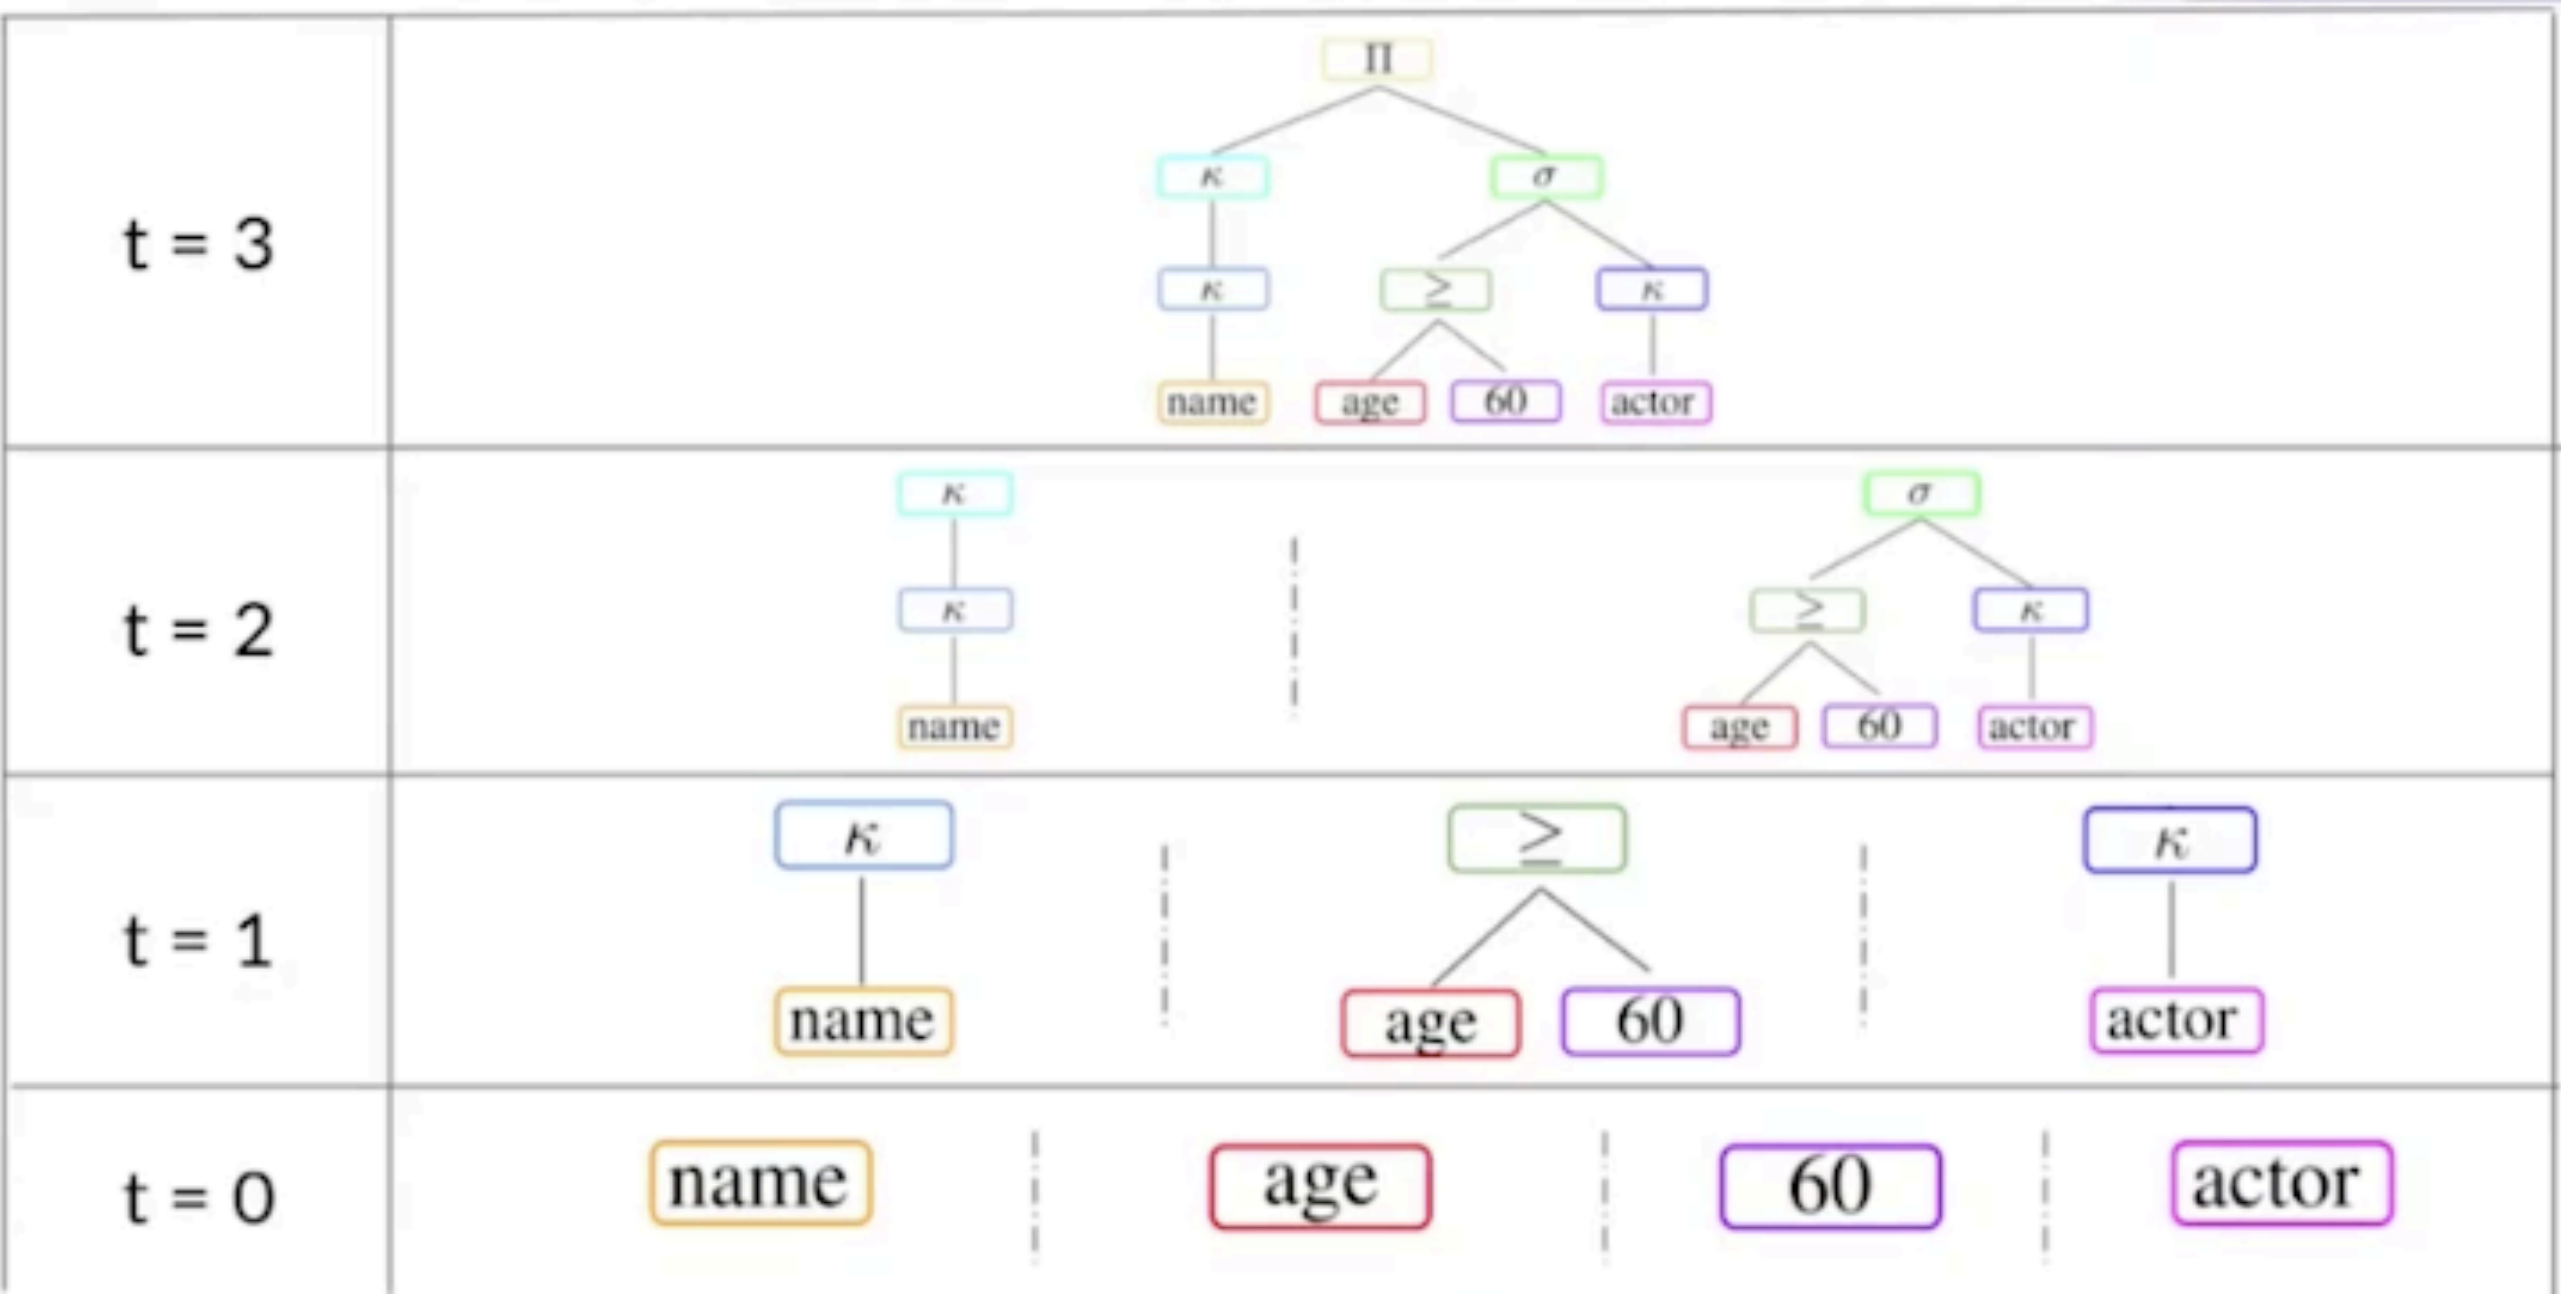 Π
κ σ
t = 3
κ ≥ κ
name age 60 actor
κ σ
t = 2
κ ≥ κ
name age 60 actor
κ ≥ κ
t = 1
name age 60 actor
t = 0 name age 60 actor